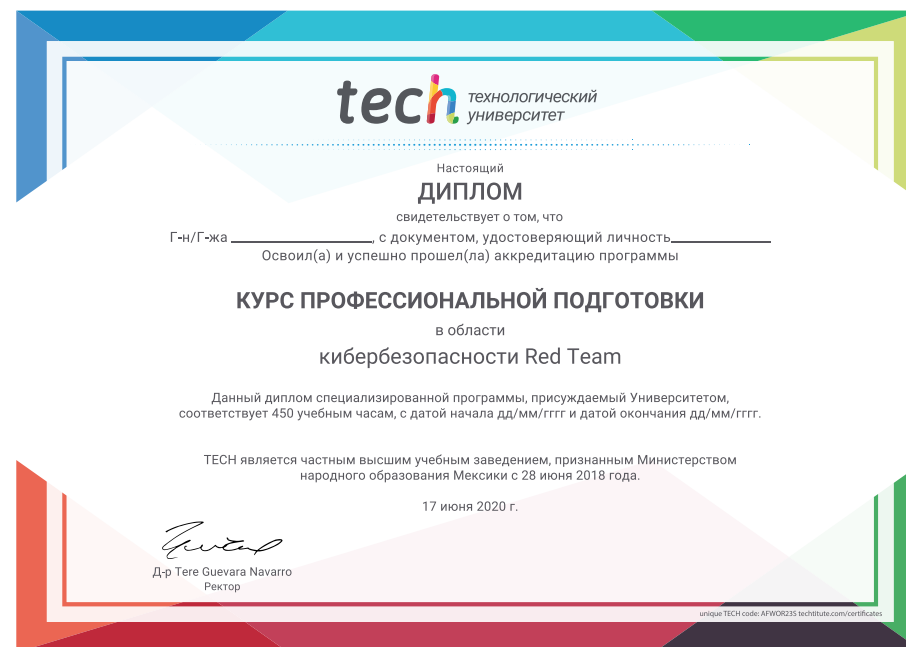 tech технологический
университет
Настоящий
ДИПЛОМ
свидетельствует о том, что
Г-н/Г-жа ____________________, с документом, удостоверяющий личность______________
Освоил(а) и успешно прошел(ла) аккредитацию программы
КУРС ПРОФЕССИОНАЛЬНОЙ ПОДГОТОВКИ
в области
кибербезопасности Red Team
Данный диплом специализированной программы, присуждаемый Университетом,
соответствует 450 учебным часам, с датой начала дд/мм/гггг и датой окончания дд/мм/гггг.
TECH является частным высшим учебным заведением, признанным Министерством
народного образования Мексики с 28 июня 2018 года.
17 июня 2020 г.
Д-р Tere Guevara Navarro
Ректор
unique TECH code: AFWOR23S techtitute.com/certificates